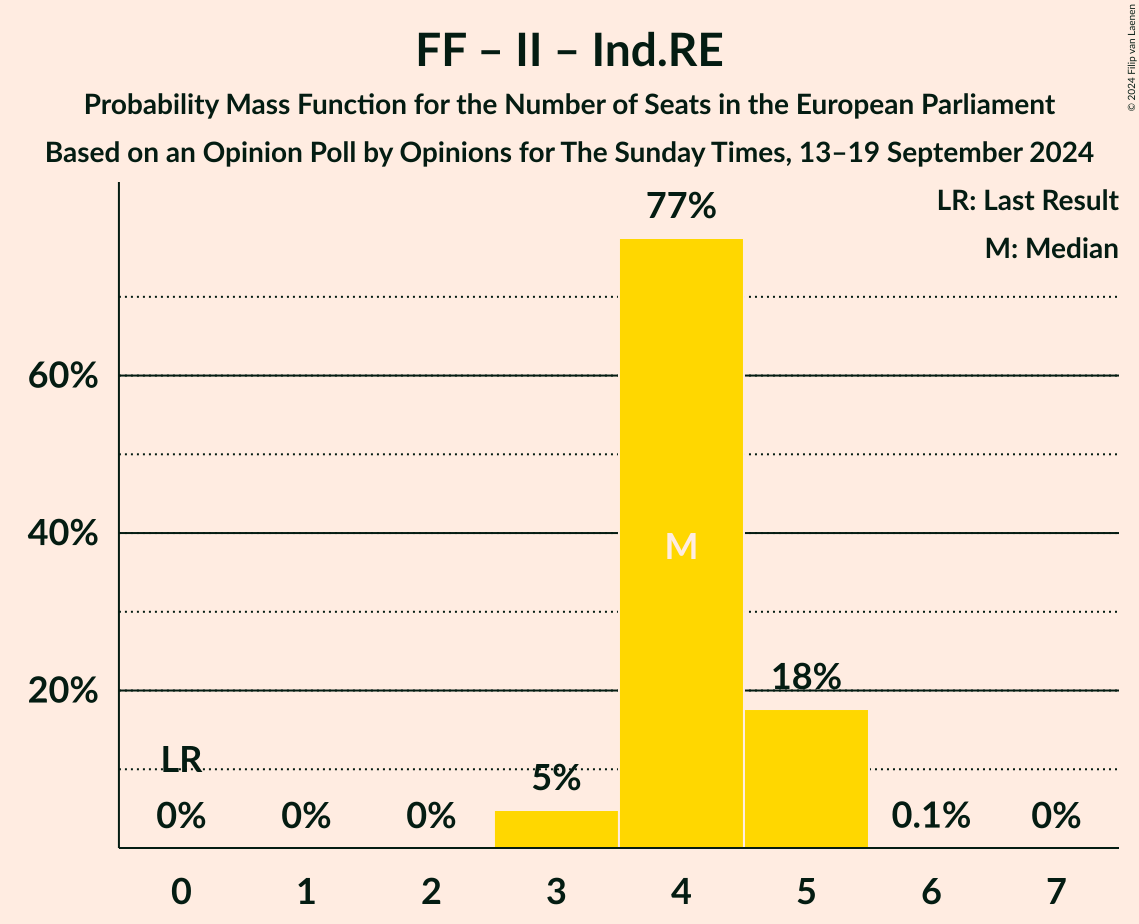 FF – II – Ind.RE
Probability Mass Function for the Number of Seats in the European Parliament
Based on an Opinion Poll by Opinions for The Sunday Times, 13–19 September 2024
© 2024 Filip van Laenen
LR: Last Result
M: Median
77%
60%
40%
M
20%
18%
LR
5%
0%
0%
0%
0.1%
0%
0
1
2
3
4
5
6
7